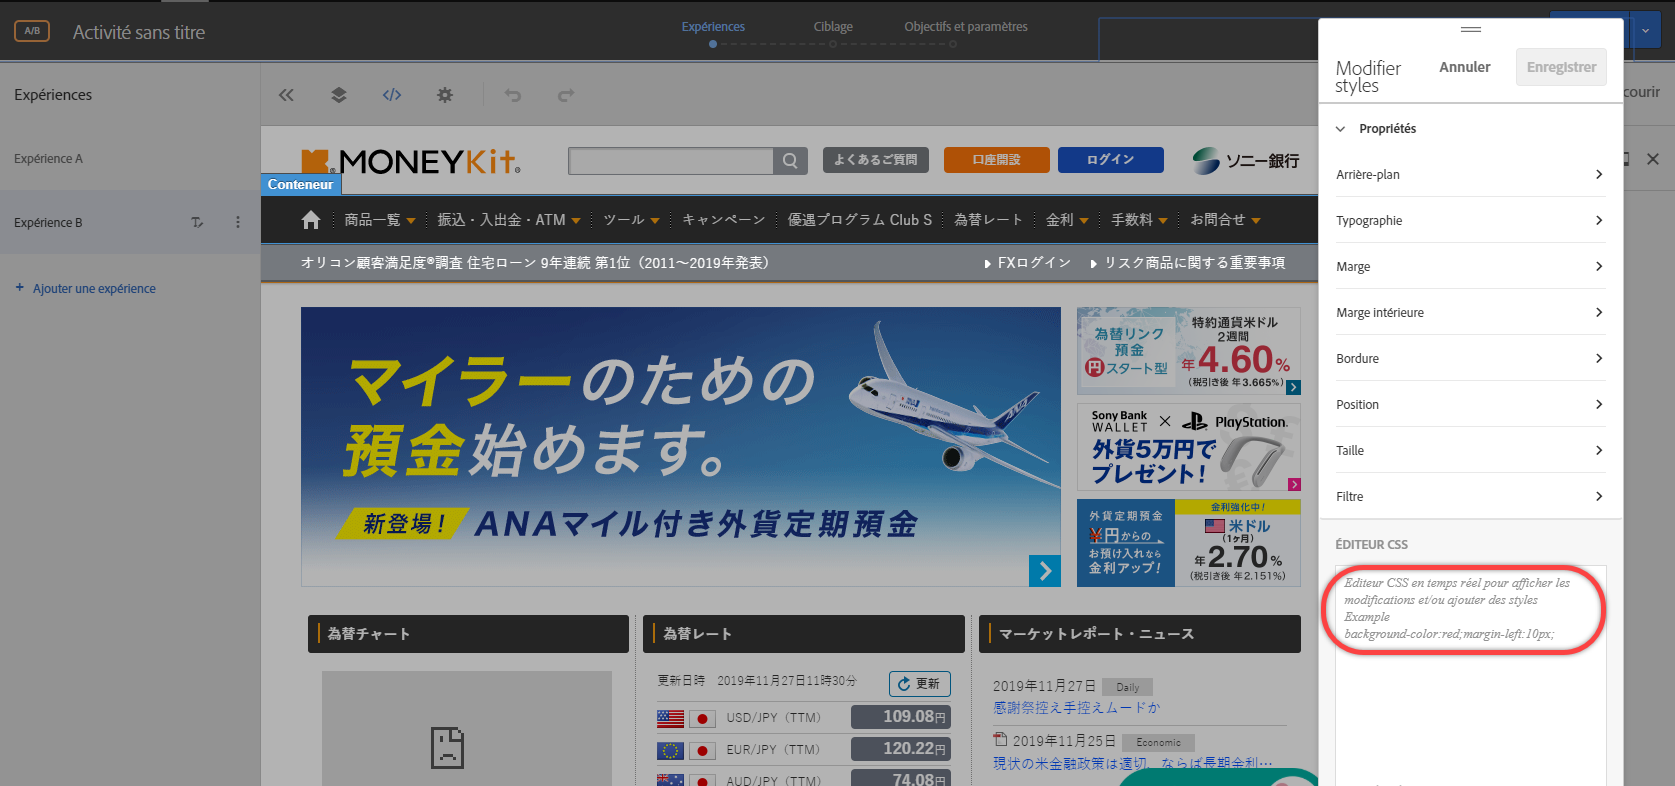 A/B
Activité sans titre
Expériences
Ciblage
Objectifs et paramètres
Expériences
Expérience A
Expérience B
+ Ajouter une expérience
courir
MONEYKit.
よくあるご質問
口座開設
ログイン
ソニー銀行
Conteneur
商品一覧
振込・入出金・ATM
ツール
キャンペーン
優遇プログラム Club S
為替レート
金利
手数料
お問合せ
オリコン顧客満足度®調査 住宅ローン 9年連続 第1位（2011～2019年発表）
FXログイン
リスク商品に関する重要事項
マイラーのための
預金始めます。
新登場！ ANAマイル付き外貨定期預金
為替リンク
預金
円スタート型
特約通貨米ドル
2週間
年4.60%
(税引き後 年3.665%)
Sony Bank
WALLET
×
PlayStation.
外貨5万円で
プレゼント！
外貨定期預金
¥円からの
お預け入れなら
金利アップ！
金利強化中！
米ドル
(1ヶ月)
年2.70%
(税引き後 年2.151%)
為替チャート
為替レート
更新日時 2019年11月27日11時30分
更新
USD/JPY（TTM） 109.08円
EUR/JPY（TTM） 120.22円
AUD/JPY（TTM） 74.08円
マーケットレポート・ニュース
2019年11月27日 Daily
感謝祭控え手控えムードか
2019年11月25日 Economic
現状の米金融政策は適切、ならば長期金利…
Modifier
styles
Annuler
Enregistrer
Propriétés
Arrière-plan
Typographie
Marge
Marge intérieure
Bordure
Position
Taille
Filtre
ÉDITEUR CSS
Editeur CSS en temps réel pour afficher les
modifications et/ou ajouter des styles
Example
background-color:red;margin-left:10px;